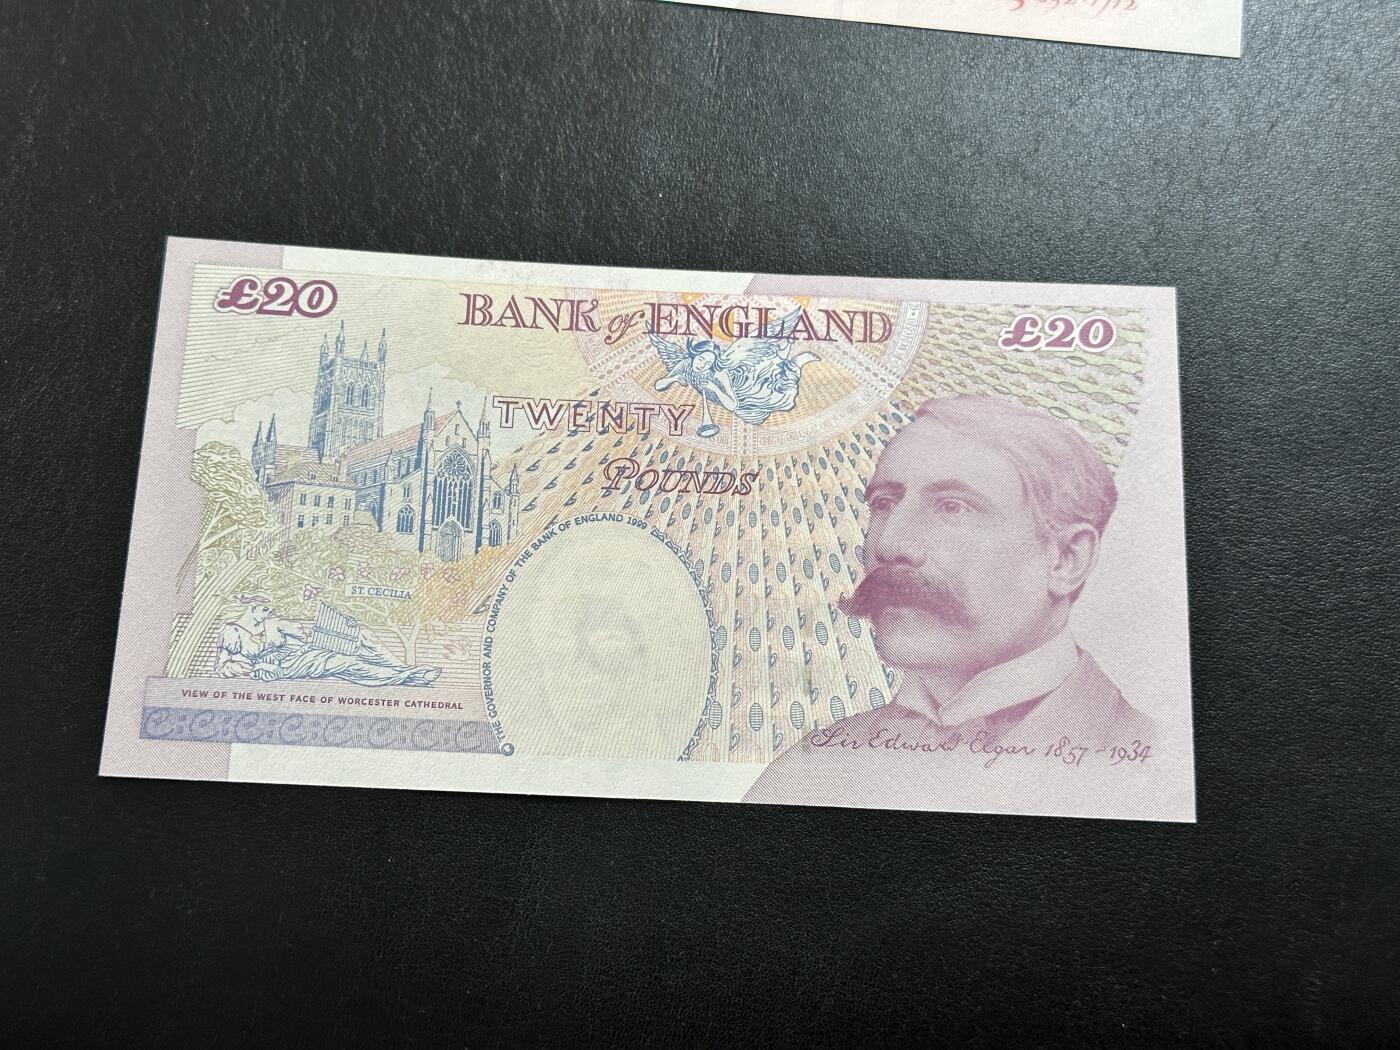 £20
BANK of ENGLAND
£20
TWENTY
POUNDS
© THE GOVERNOR AND COMPANY OF THE BANK OF ENGLAND 1999
ST. CECILIA
VIEW OF THE WEST FACE OF WORCESTER CATHEDRAL
Sir Edward Elgar 1857-1934